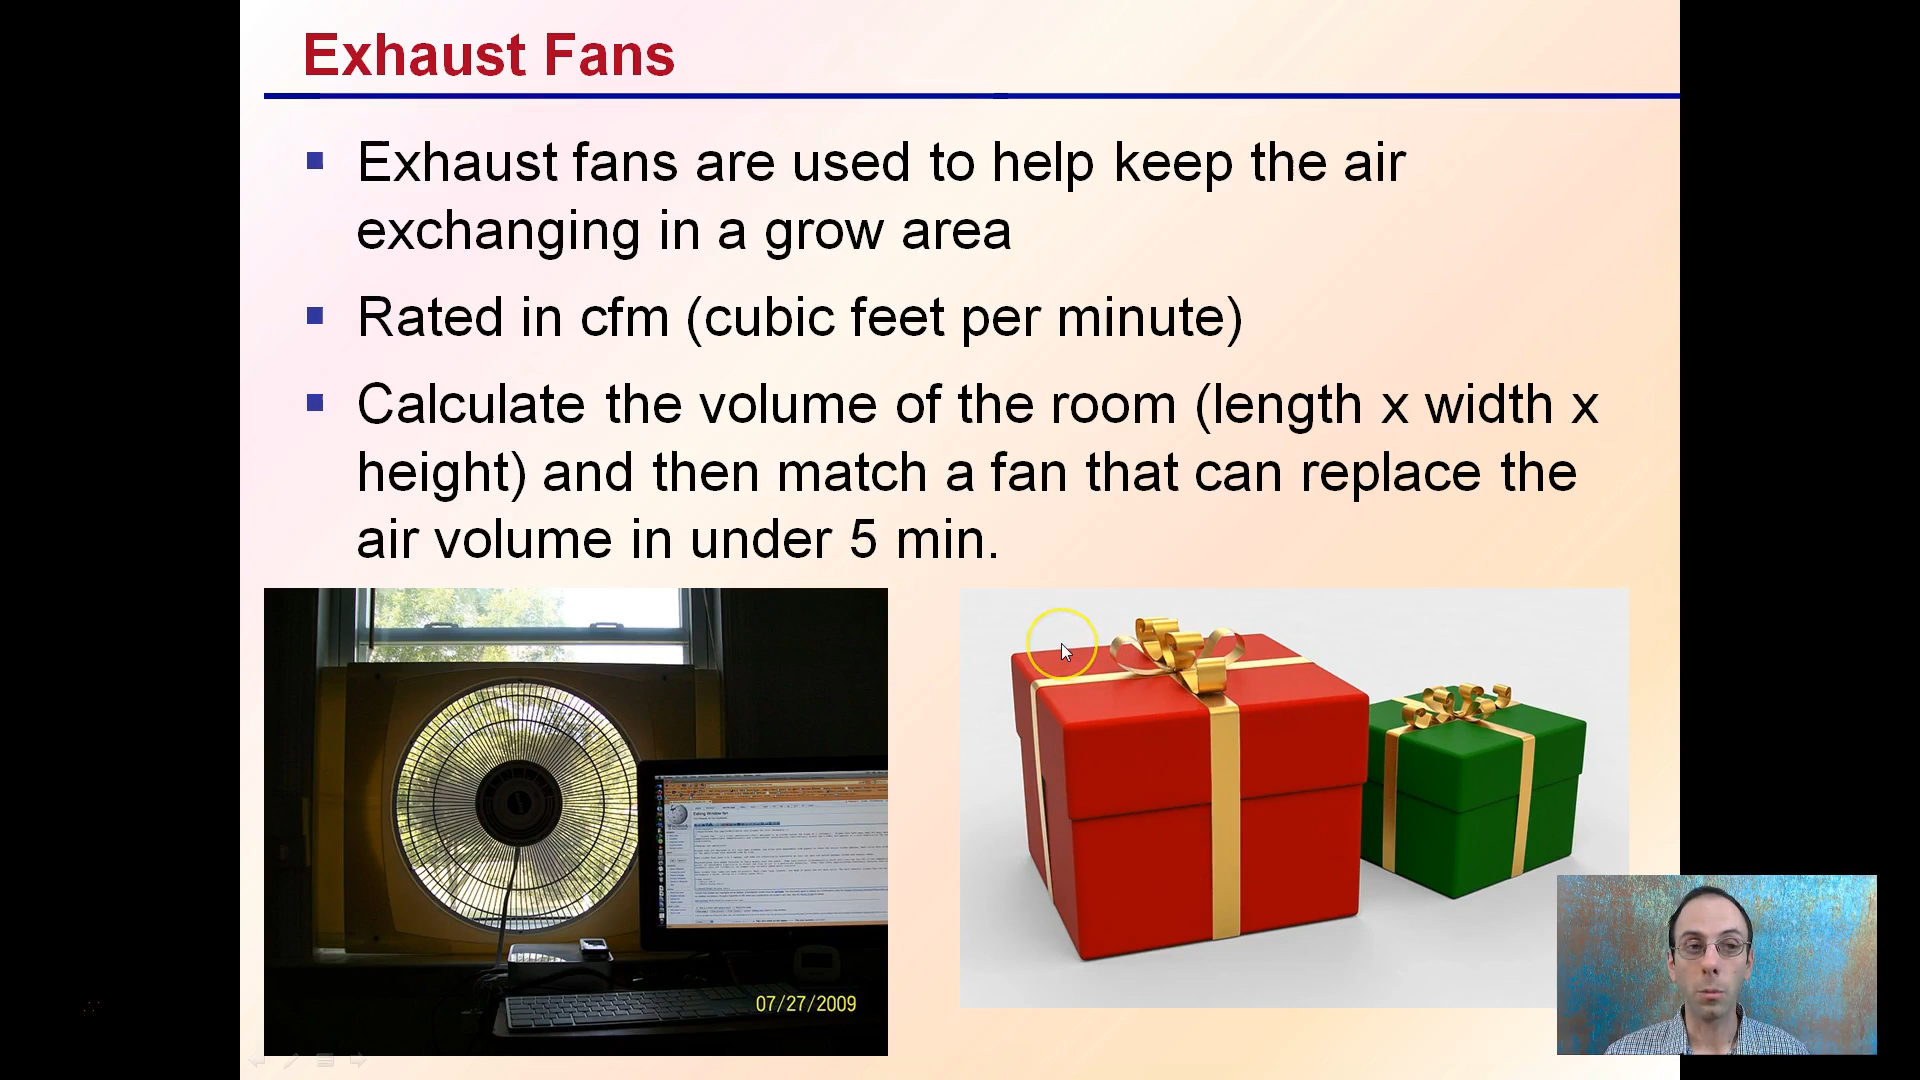 Exhaust Fans
▪ Exhaust fans are used to help keep the air
exchanging in a grow area
▪ Rated in cfm (cubic feet per minute)
▪ Calculate the volume of the room (length x width x
height) and then match a fan that can replace the
air volume in under 5 min.
07/27/2009